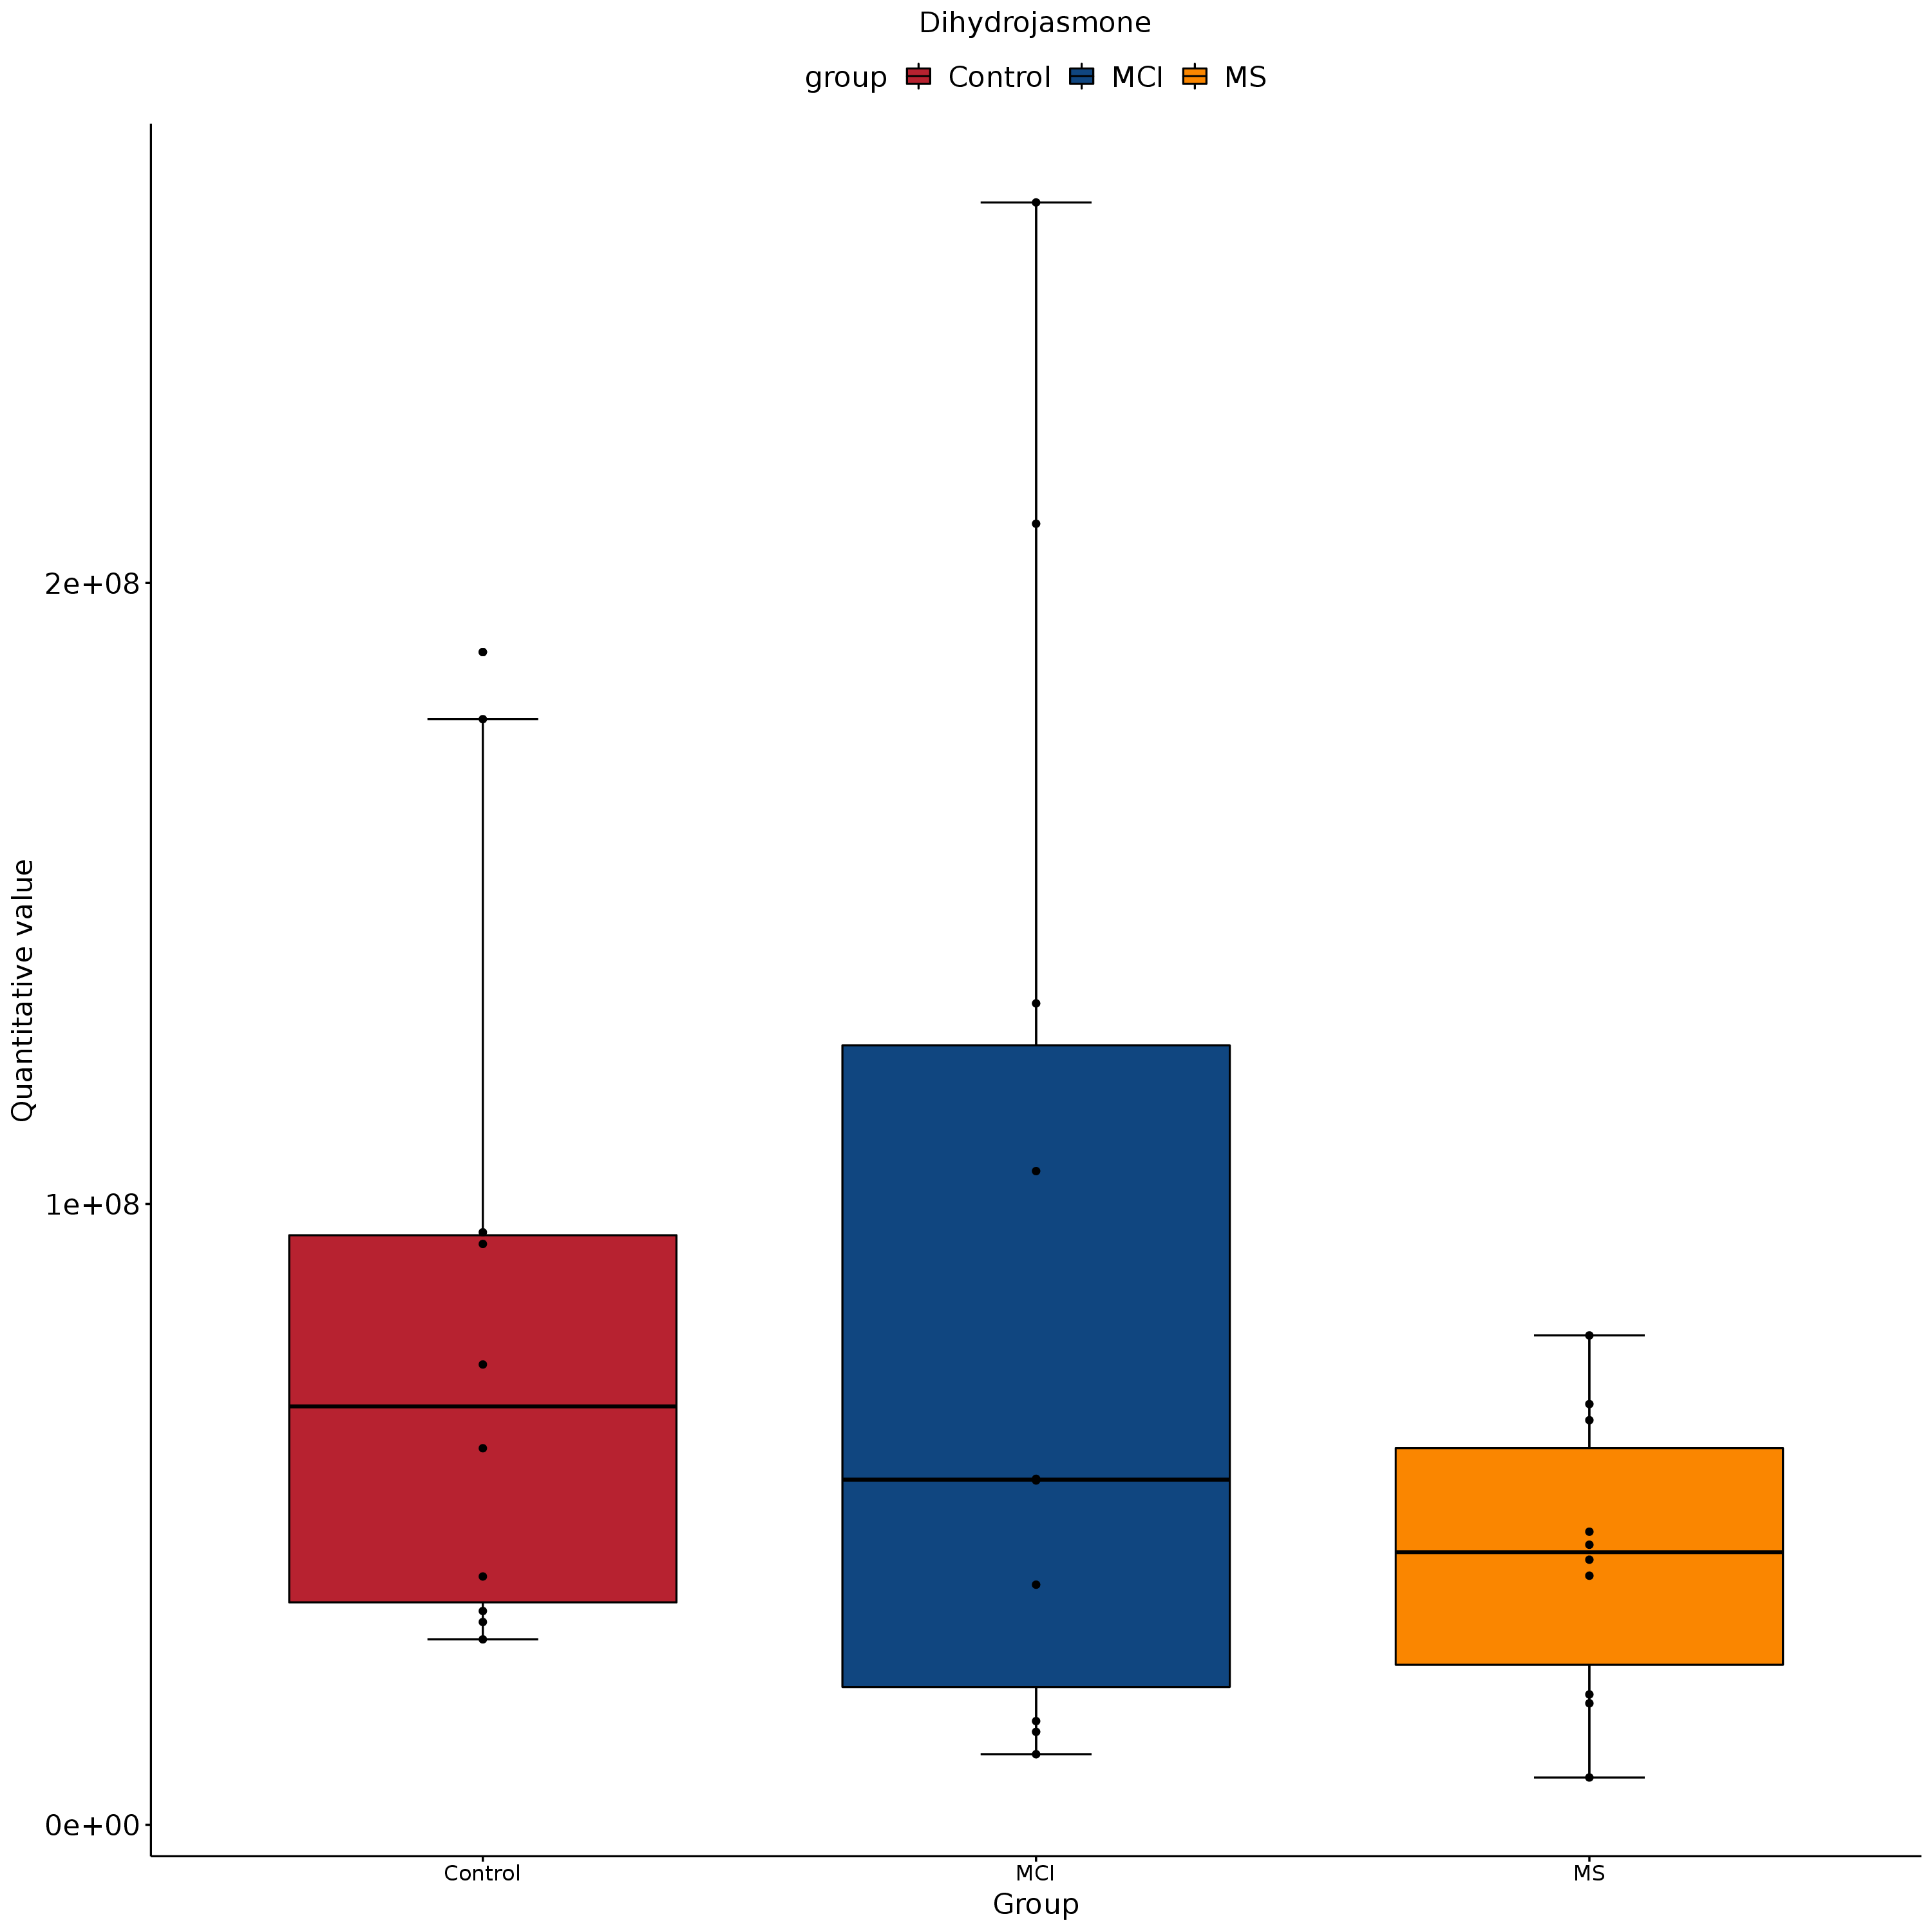 Dihydrojasmone
group Control MCI MS
Quantitative value
2e+08
1e+08
0e+00
Control MCI MS
Group